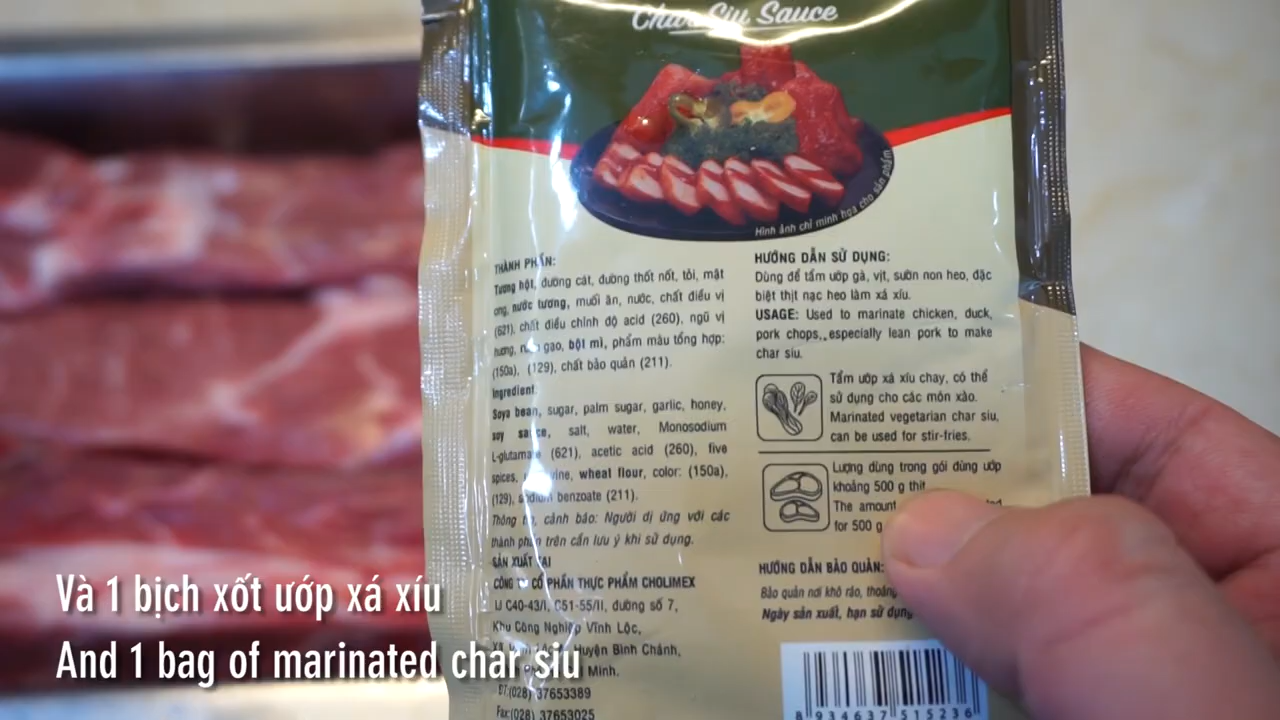 Char Siu Sauce
Hình ảnh chỉ minh họa cho sản phẩm
THÀNH PHẦN:
Tương hột, đường cát, đường thốt nốt, tỏi, mật
ong, nước tương, muối ăn, nước, chất điều vị
(621), chất điều chỉnh độ acid (260), ngũ vị
hương, gạo, bột mì, phẩm màu tổng hợp:
(150a), (129), chất bảo quản (211).
Ingredient:
Soya bean, sugar, palm sugar, garlic, honey,
soy sauce, salt, water, Monosodium
L-glutamate (621), acetic acid (260), five
spices, wheat flour, color: (150a),
(129), sodium benzoate (211).
Thông tin, cảnh báo: Người dị ứng với các
thành phần trên cần lưu ý khi sử dụng.
SẢN XUẤT TẠI
CÔNG TY CỔ PHẦN THỰC PHẨM CHOLIMEX
Lô C40-43/I, C51-55/II, đường số 7,
Khu Công Nghiệp Vĩnh Lộc,
Huyện Bình Chánh,
Minh.
ĐT:(028) 37653389
Fax:(028) 37653025
HƯỚNG DẪN SỬ DỤNG:
Dùng để tẩm ướp gà, vịt, sườn non heo, đặc
biệt thịt nạc heo làm xá xíu.
USAGE: Used to marinate chicken, duck,
pork chops, especially lean pork to make
char siu.
Tẩm ướp xá xíu chay, có thể
sử dụng cho các món xào.
Marinated vegetarian char siu,
can be used for stir-fries.
Lượng dùng trong gói dùng ướp
khoảng 500 g thịt
The amount
for 500 g
HƯỚNG DẪN BẢO QUẢN:
Bảo quản nơi khô ráo, thoáng
Ngày sản xuất, hạn sử dụng
8 934637 515236
Và 1 bịch xốt ướp xá xíu
And 1 bag of marinated char siu